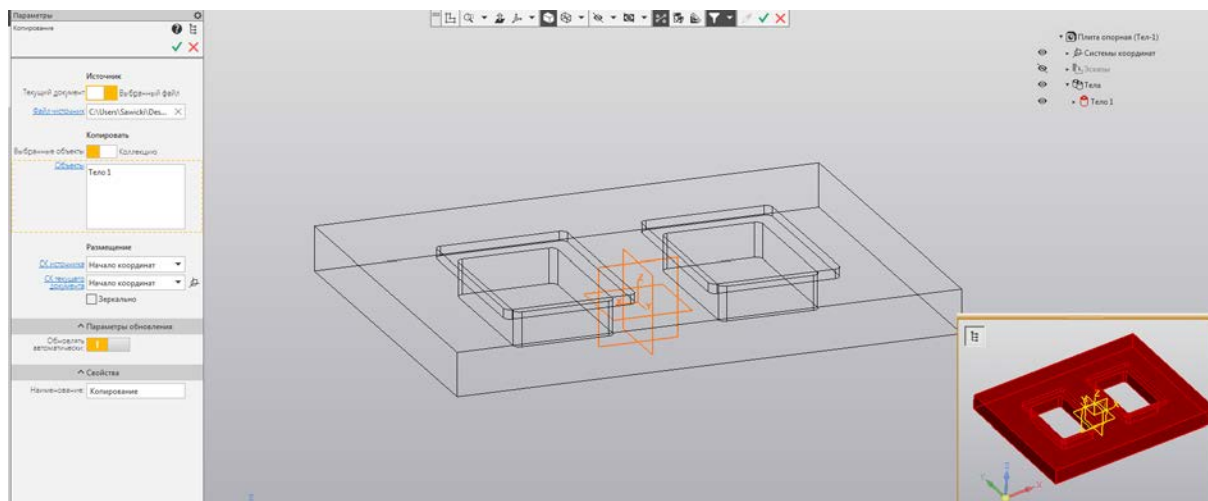 Параметры
Копирование
Источник
Текущий документ Выбранный файл
Файл-источник C:\Users\Sawicki\Des...
Копировать
Выбранные объекты Коллекцию
Объекты Тело 1
Размещение
СК источника Начало координат
СК текущего документа Начало координат
Зеркально
Параметры обновления
Обновлять автоматически:
Свойства
Наименование: Копирование
Плита опорная (Тел-1)
Системы координат
Эскизы
Тела
Тело 1
Z
Y
Z
X
Y
Z
X